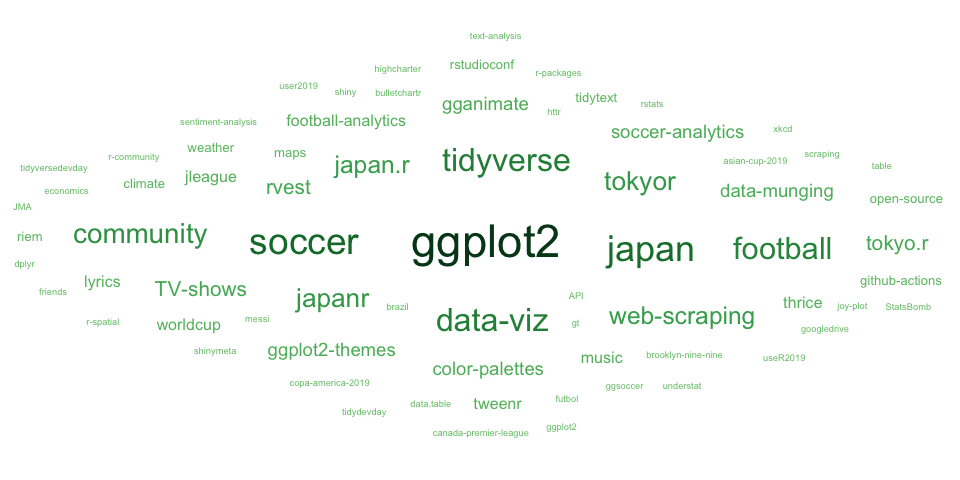 text-analysis
highcharter
rstudioconf
r-packages
user2019
shiny
bulletchartr
gganimate
httr
tidytext
rstats
sentiment-analysis
football-analytics
soccer-analytics
xkcd
tidyversedevday
r-community
weather
maps
japan.r
tidyverse
asian-cup-2019
scraping
table
economics
climate
jleague
rvest
tokyor
data-munging
open-source
JMA
riem
community
soccer
ggplot2
japan
football
tokyo.r
dplyr
friends
lyrics
TV-shows
japanr
brazil
API
github-actions
thrice
joy-plot
StatsBomb
r-spatial
worldcup
messi
data-viz
gt
web-scraping
googledrive
shinymeta
ggplot2-themes
color-palettes
music
brooklyn-nine-nine
useR2019
copa-america-2019
ggsoccer
understat
tidydevday
data.table
tweenr
futbol
canada-premier-league
ggplot2